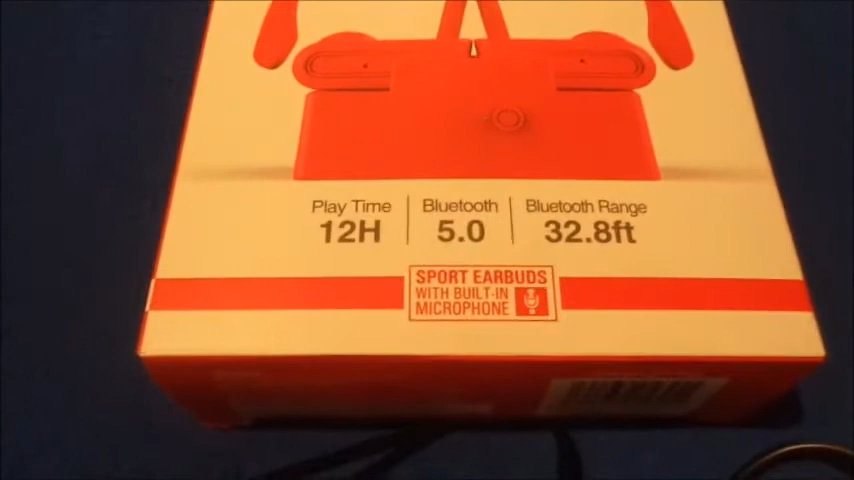 Play Time
12H
Bluetooth
5.0
Bluetooth Range
32.8ft
SPORT EARBUDS
WITH BUILT-IN
MICROPHONE